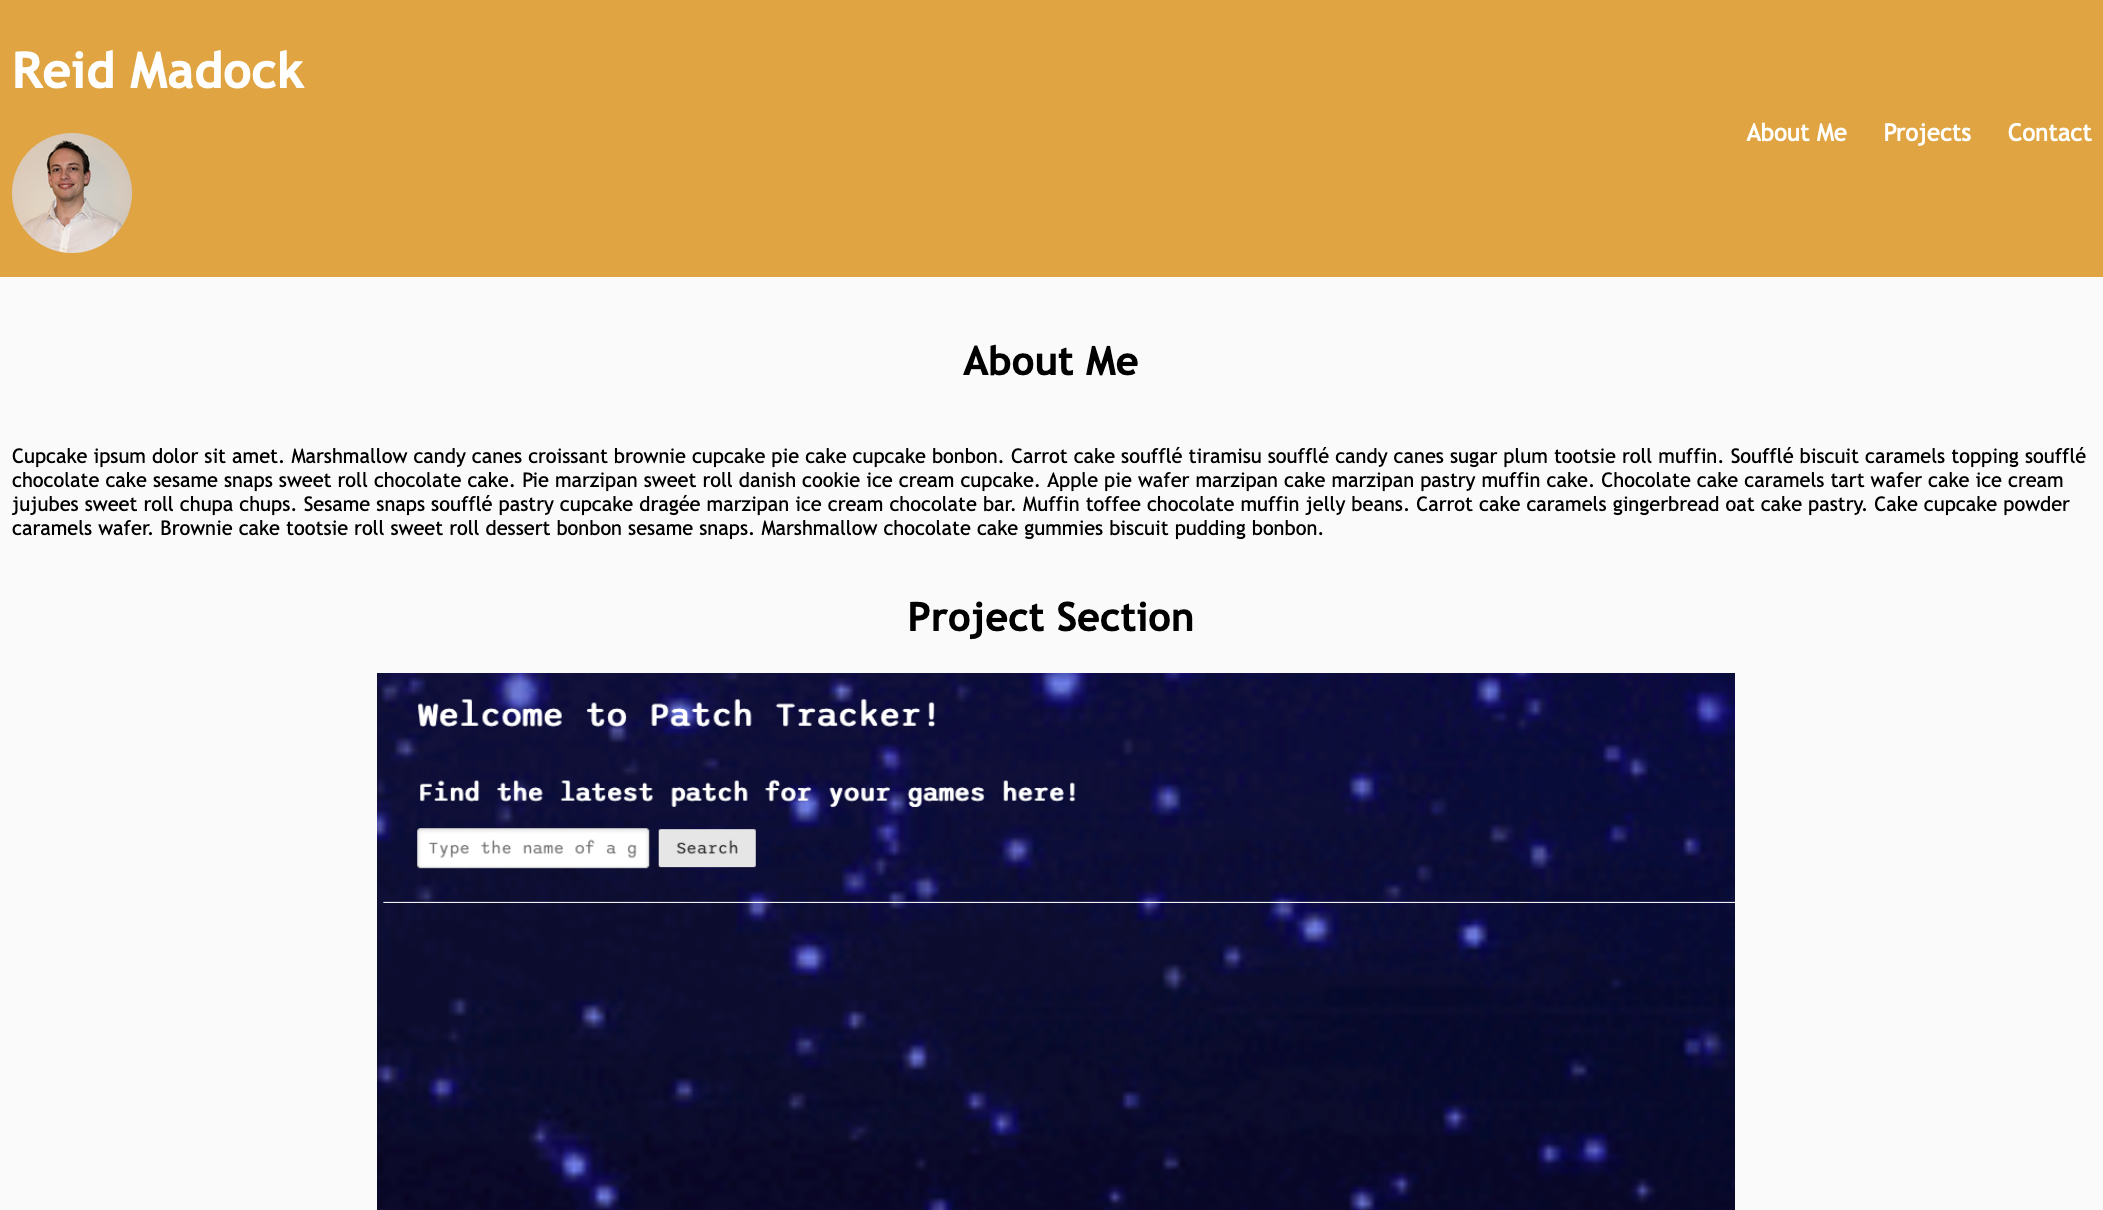 Reid Madock
About Me Projects Contact
About Me
Cupcake ipsum dolor sit amet. Marshmallow candy canes croissant brownie cupcake pie cake cupcake bonbon. Carrot cake soufflé tiramisu soufflé candy canes sugar plum tootsie roll muffin. Soufflé biscuit caramels topping soufflé
chocolate cake sesame snaps sweet roll chocolate cake. Pie marzipan sweet roll danish cookie ice cream cupcake. Apple pie wafer marzipan cake marzipan pastry muffin cake. Chocolate cake caramels tart wafer cake ice cream
jujubes sweet roll chupa chups. Sesame snaps soufflé pastry cupcake dragée marzipan ice cream chocolate bar. Muffin toffee chocolate muffin jelly beans. Carrot cake caramels gingerbread oat cake pastry. Cake cupcake powder
caramels wafer. Brownie cake tootsie roll sweet roll dessert bonbon sesame snaps. Marshmallow chocolate cake gummies biscuit pudding bonbon.
Project Section
Welcome to Patch Tracker!
Find the latest patch for your games here!
Type the name of a g Search